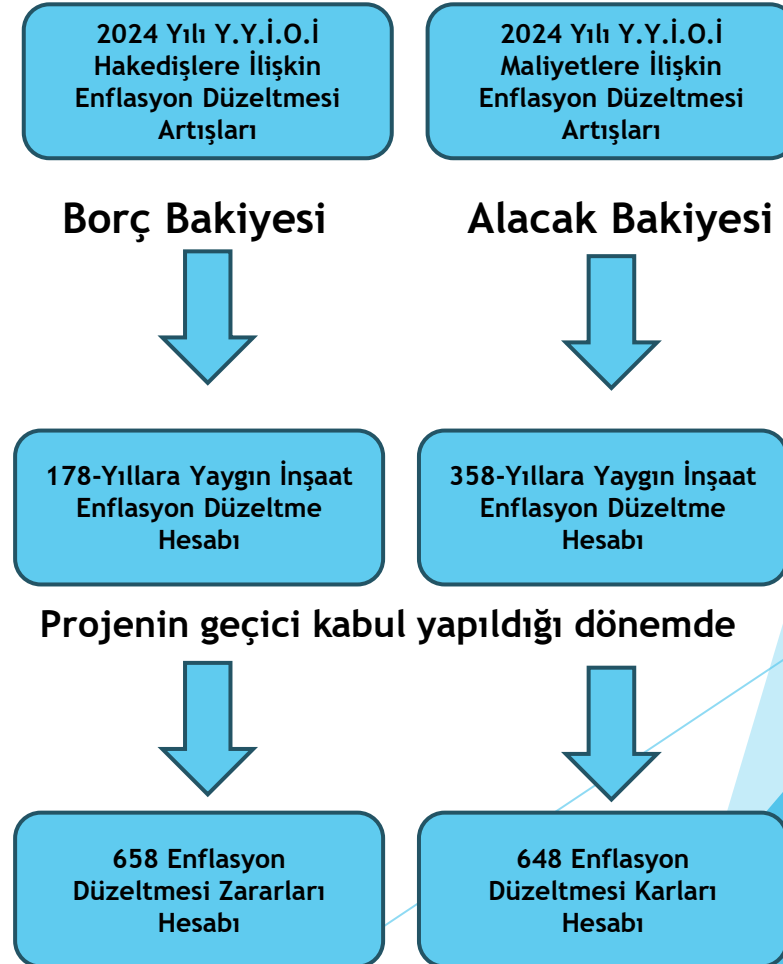 2024 Yılı Y.Y.İ.O.İ
Hakedişlere İlişkin
Enflasyon Düzeltmesi
Artışları
2024 Yılı Y.Y.İ.O.İ
Maliyetlere İlişkin
Enflasyon Düzeltmesi
Artışları
Borç Bakiyesi
Alacak Bakiyesi
178-Yıllara Yaygın İnşaat
Enflasyon Düzeltme
Hesabı
358-Yıllara Yaygın İnşaat
Enflasyon Düzeltme
Hesabı
Projenin geçici kabul yapıldığı dönemde
658 Enflasyon
Düzeltmesi Zararları
Hesabı
648 Enflasyon
Düzeltmesi Karları
Hesabı